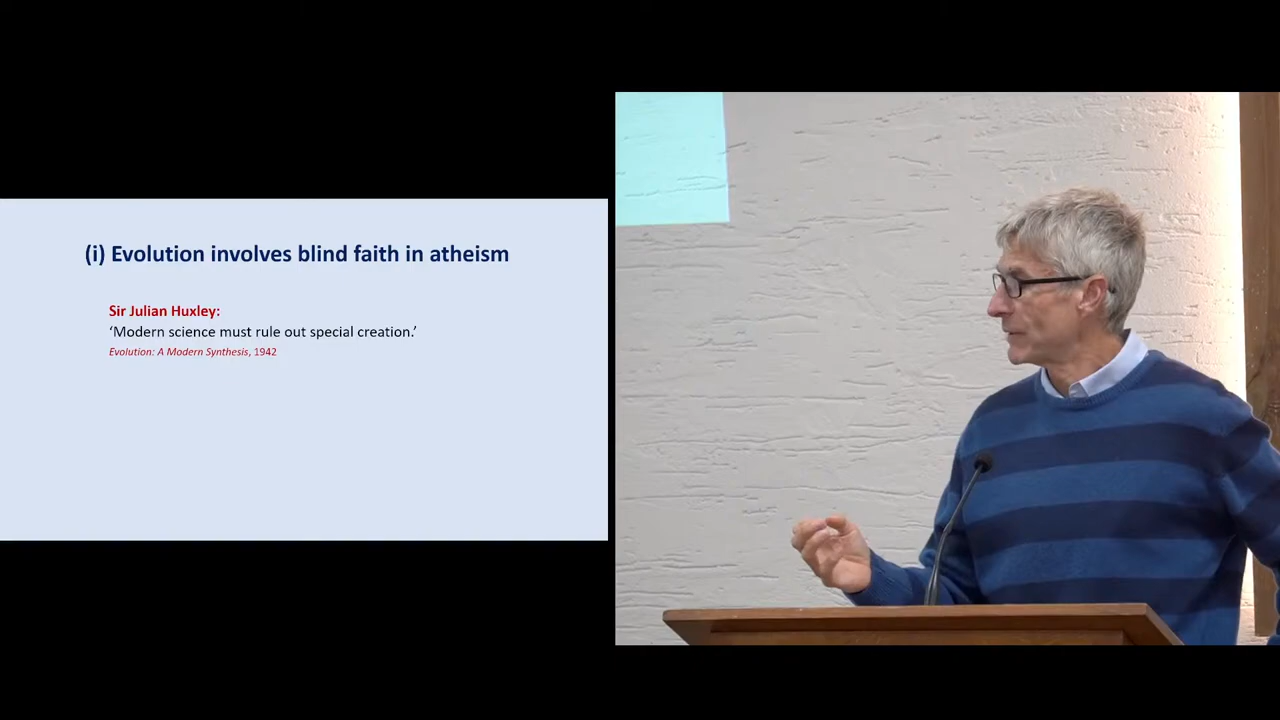 (i) Evolution involves blind faith in atheism
Sir Julian Huxley:
‘Modern science must rule out special creation.’
Evolution: A Modern Synthesis, 1942